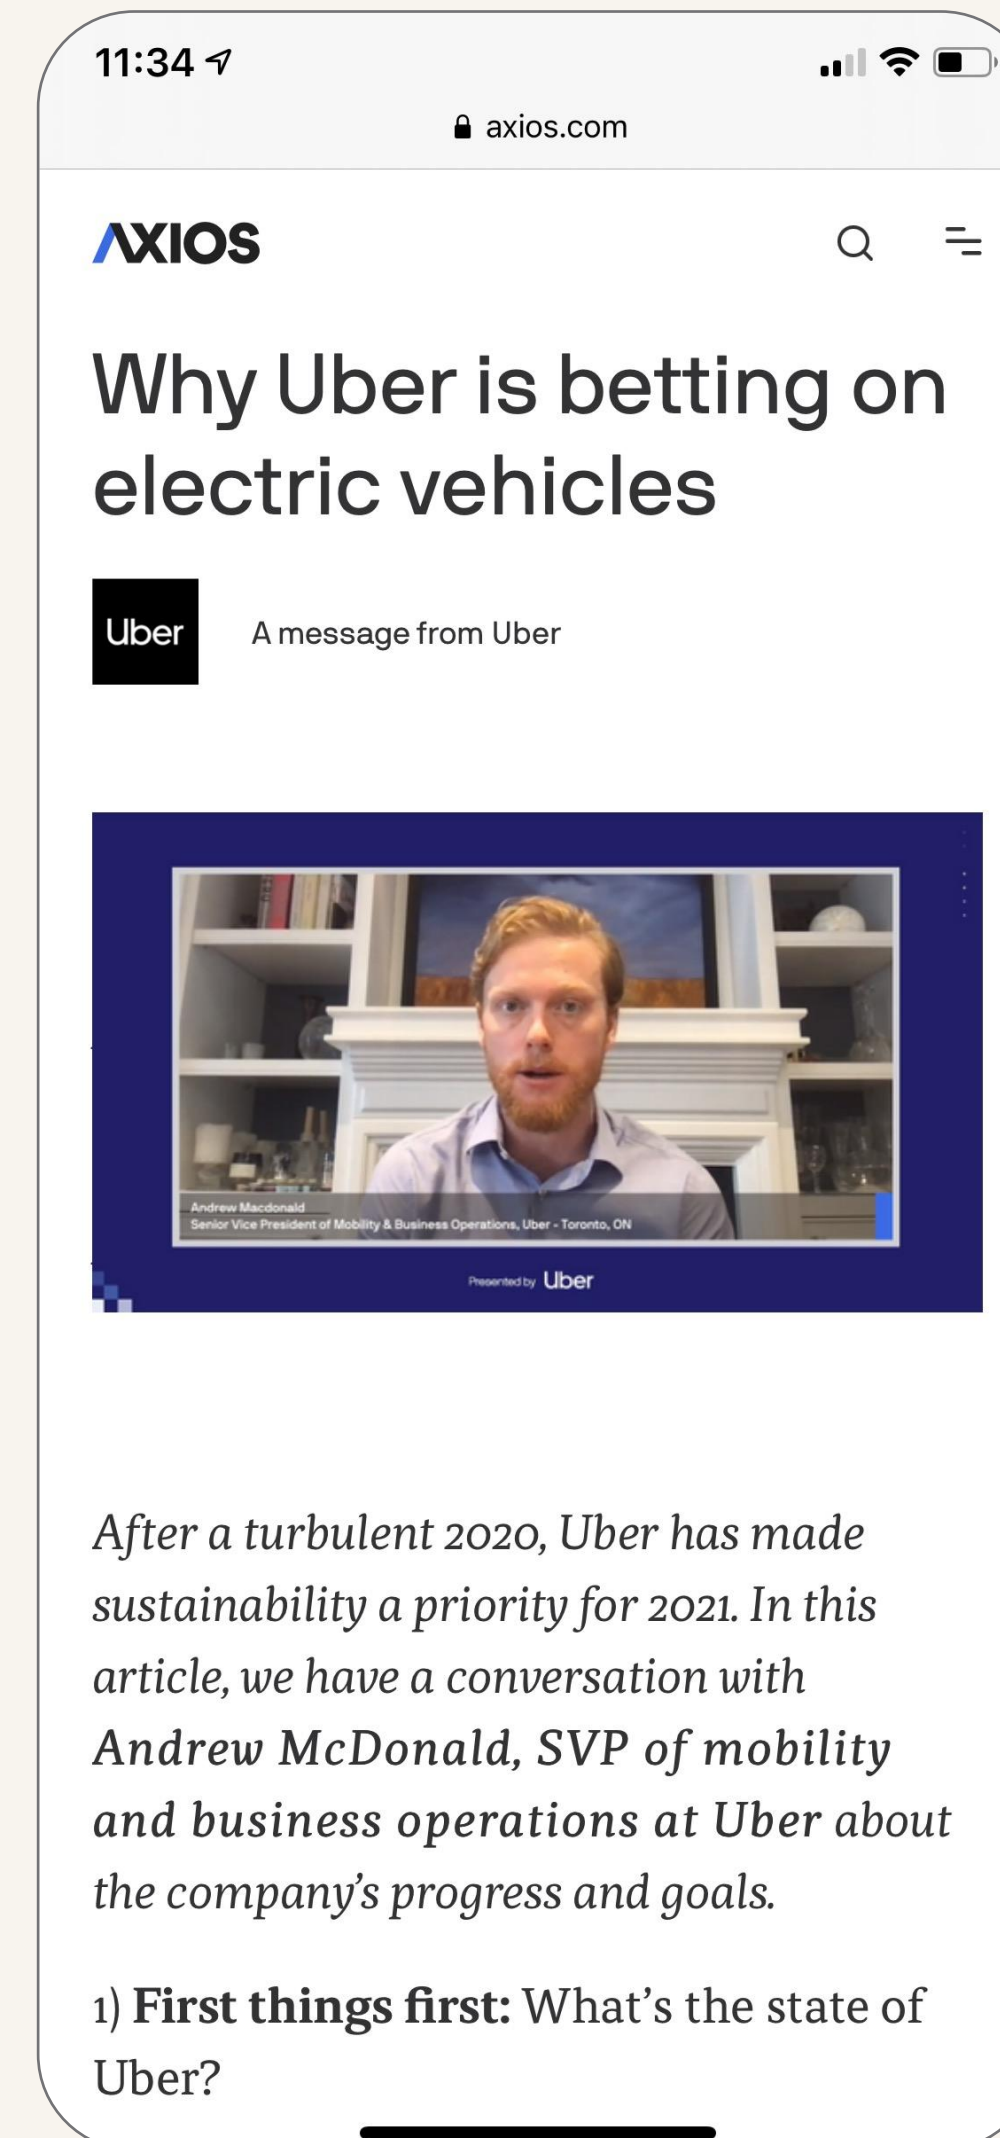 11:34
axios.com
AXIOS
Why Uber is betting on
electric vehicles
Uber
A message from Uber
Andrew Macdonald
Senior Vice President of Mobility & Business Operations, Uber - Toronto, ON
Presented by Uber
After a turbulent 2020, Uber has made
sustainability a priority for 2021. In this
article, we have a conversation with
Andrew McDonald, SVP of mobility
and business operations at Uber about
the company’s progress and goals.
1) First things first: What’s the state of
Uber?